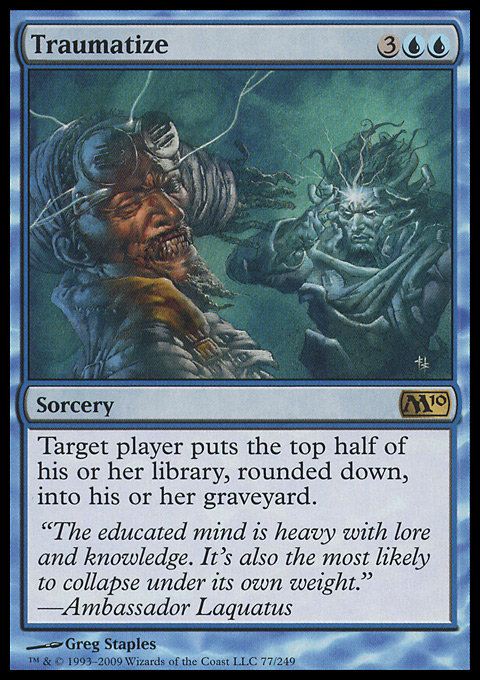 Traumatize 3
Sorcery M10
Target player puts the top half of
his or her library, rounded down,
into his or her graveyard.
“The educated mind is heavy with lore
and knowledge. It’s also the most likely
to collapse under its own weight.”
—Ambassador Laquatus
Greg Staples
™ & © 1993–2009 Wizards of the Coast LLC 77/249